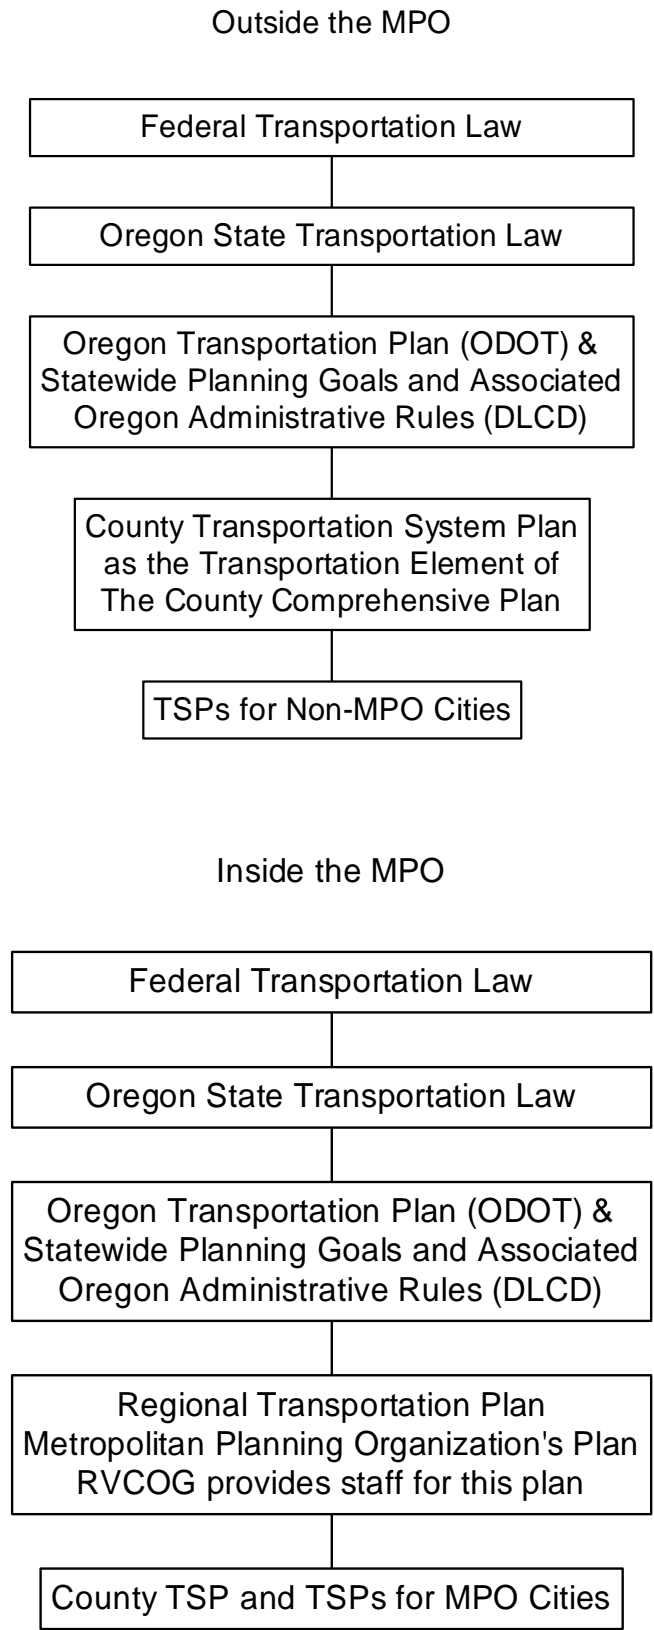 Outside the MPO
Federal Transportation Law
Oregon State Transportation Law
Oregon Transportation Plan (ODOT) &
Statewide Planning Goals and Associated
Oregon Administrative Rules (DLCD)
County Transportation System Plan
as the Transportation Element of
The County Comprehensive Plan
TSPs for Non-MPO Cities
Inside the MPO
Federal Transportation Law
Oregon State Transportation Law
Oregon Transportation Plan (ODOT) &
Statewide Planning Goals and Associated
Oregon Administrative Rules (DLCD)
Regional Transportation Plan
Metropolitan Planning Organization's Plan
RVCOG provides staff for this plan
County TSP and TSPs for MPO Cities